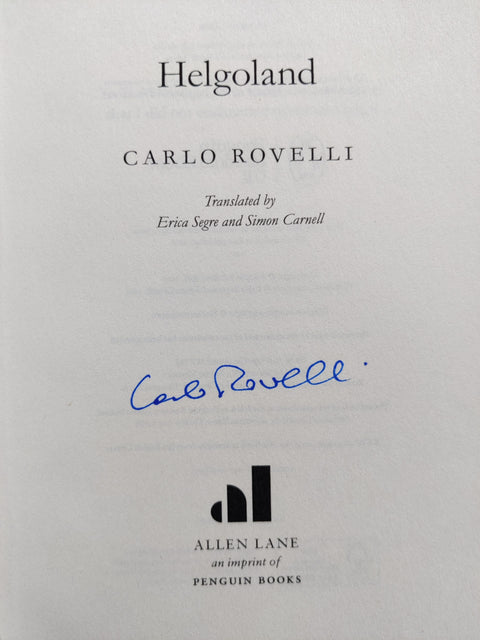 Helgoland
CARLO ROVELLI
Translated by
Erica Segre and Simon Carnell
Carlo Rovelli
ALLEN LANE
an imprint of
PENGUIN BOOKS